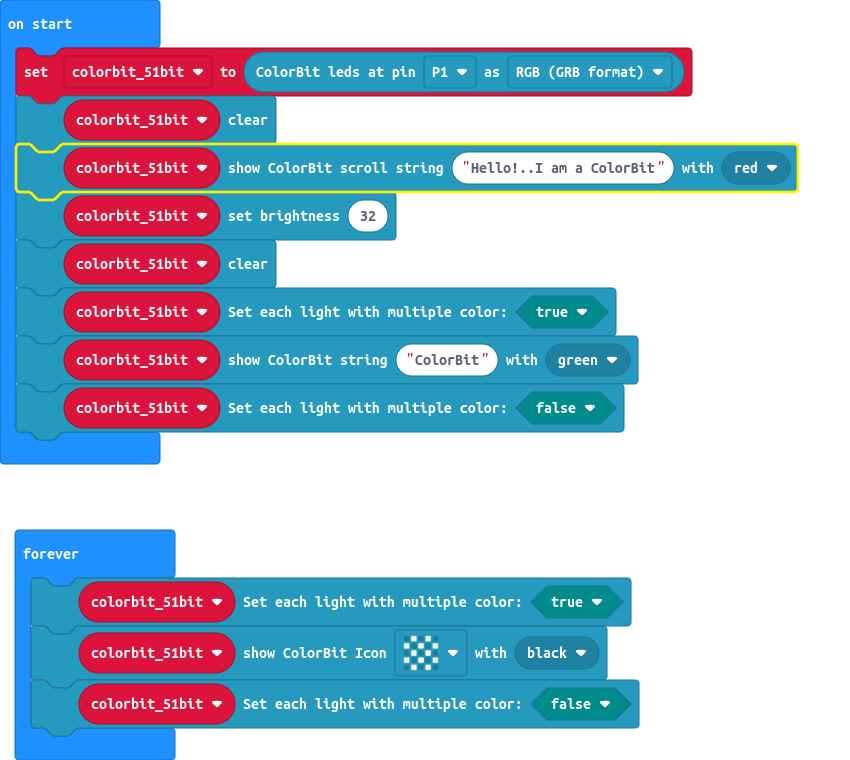 on start
set colorbit_51bit to ColorBit leds at pin P1 as RGB (GRB format)
colorbit_51bit clear
colorbit_51bit show ColorBit scroll string "Hello!..I am a ColorBit" with red
colorbit_51bit set brightness 32
colorbit_51bit clear
colorbit_51bit Set each light with multiple color: true
colorbit_51bit show ColorBit string "ColorBit" with green
colorbit_51bit Set each light with multiple color: false
forever
colorbit_51bit Set each light with multiple color: true
colorbit_51bit show ColorBit Icon with black
colorbit_51bit Set each light with multiple color: false